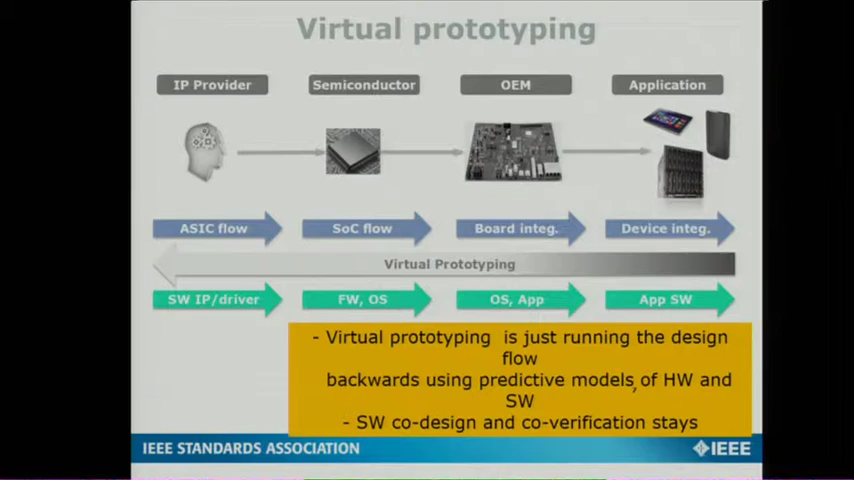 Virtual prototyping
IP Provider
Semiconductor
OEM
Application
ASIC flow
SoC flow
Board integ.
Device integ.
Virtual Prototyping
SW IP/driver
FW, OS
OS, App
App SW
- Virtual prototyping is just running the design
flow
backwards using predictive models, of HW and
SW
- SW co-design and co-verification stays
IEEE STANDARDS ASSOCIATION
IEEE